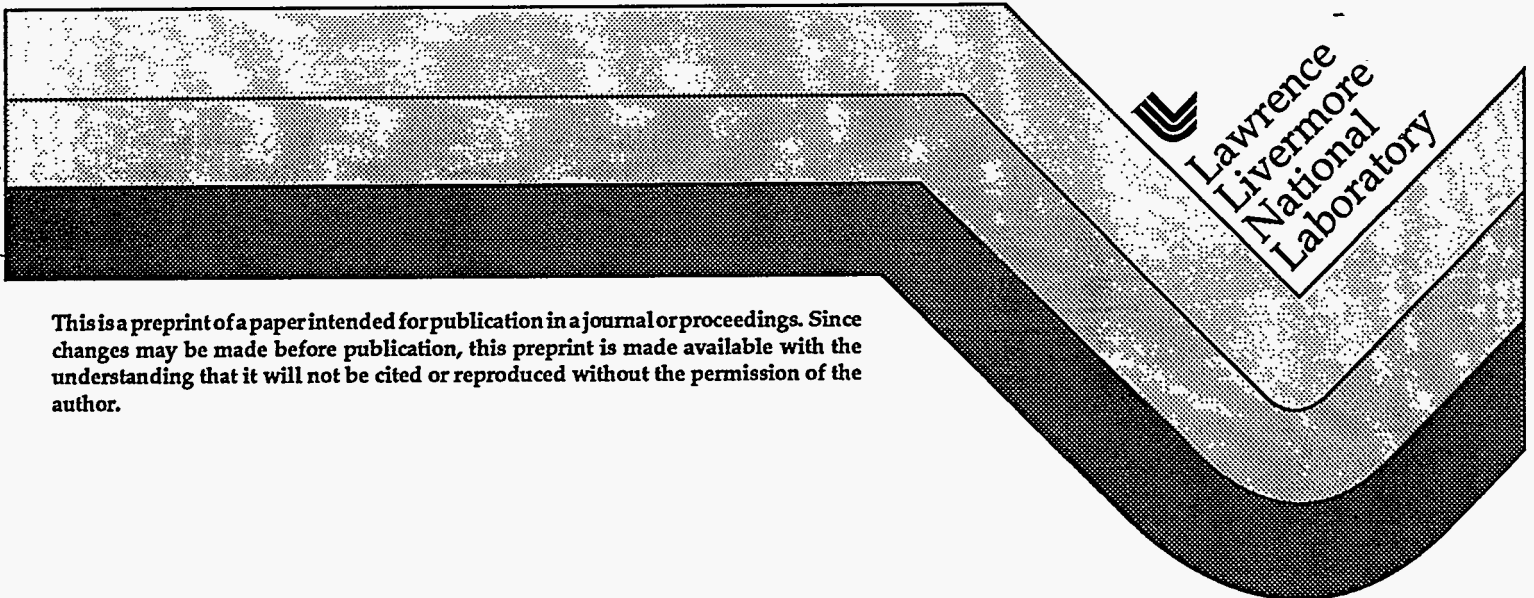 Lawrence
Livermore
National
Laboratory
This is a preprint of a paper intended for publication in a journal or proceedings. Since
changes may be made before publication, this preprint is made available with the
understanding that it will not be cited or reproduced without the permission of the
author.